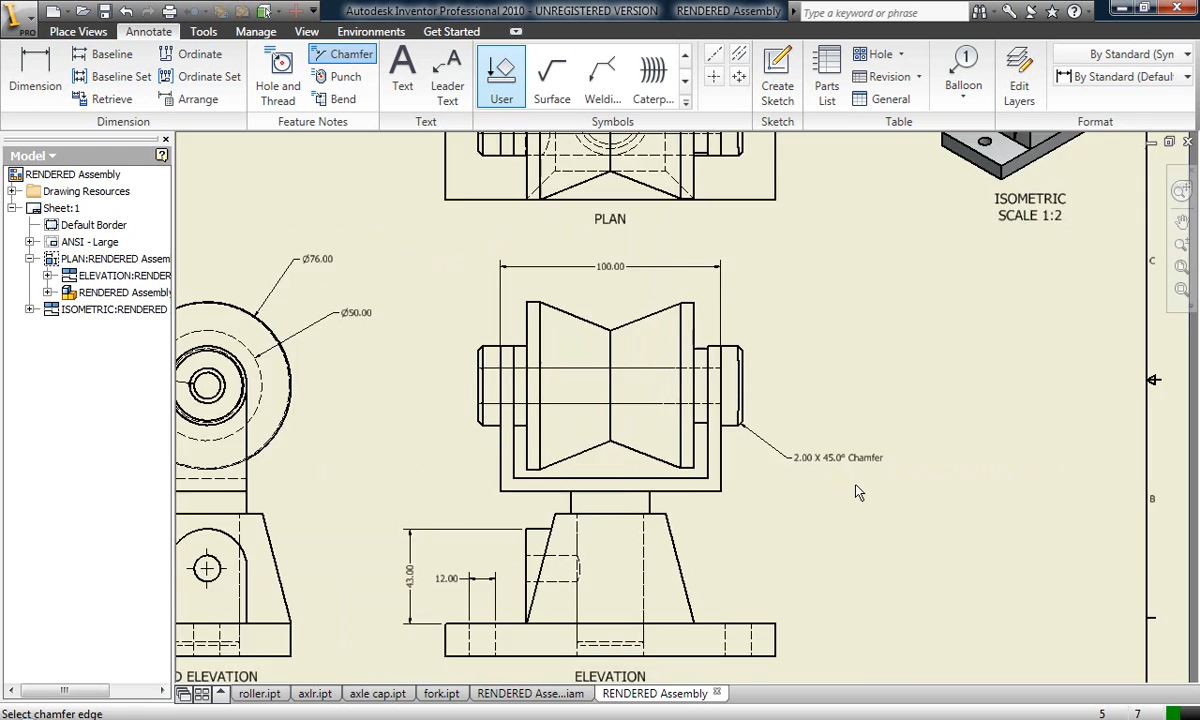 Autodesk Inventor Professional 2010 - UNREGISTERED VERSION RENDERED Assembly
Type a keyword or phrase
PRO
Place Views Annotate Tools Manage View Environments Get Started
Dimension
Baseline
Baseline Set
Retrieve
Ordinate
Ordinate Set
Arrange
Dimension
Hole and
Thread
Chamfer
Punch
Bend
Feature Notes
Text
Leader
Text
Text
User
Surface
Weldi...
Caterp...
Symbols
Create
Sketch
Sketch
Parts
List
Hole
Revision
General
Table
Balloon
1
Edit
Layers
By Standard (Syn
By Standard (Defaul
Format
Model
RENDERED Assembly
Drawing Resources
Sheet:1
Default Border
ANSI - Large
PLAN:RENDERED Assem
ELEVATION:RENDER
RENDERED Assembly
ISOMETRIC:RENDERED
PLAN
ISOMETRIC
SCALE 1:2
C
Ø76.00
Ø50.00
100.00
2.00 X 45.0° Chamfer
B
43.00
12.00
D ELEVATION
ELEVATION
roller.ipt axlr.ipt axle cap.ipt fork.ipt RENDERED Asse...iam RENDERED Assembly
Select chamfer edge
5 7